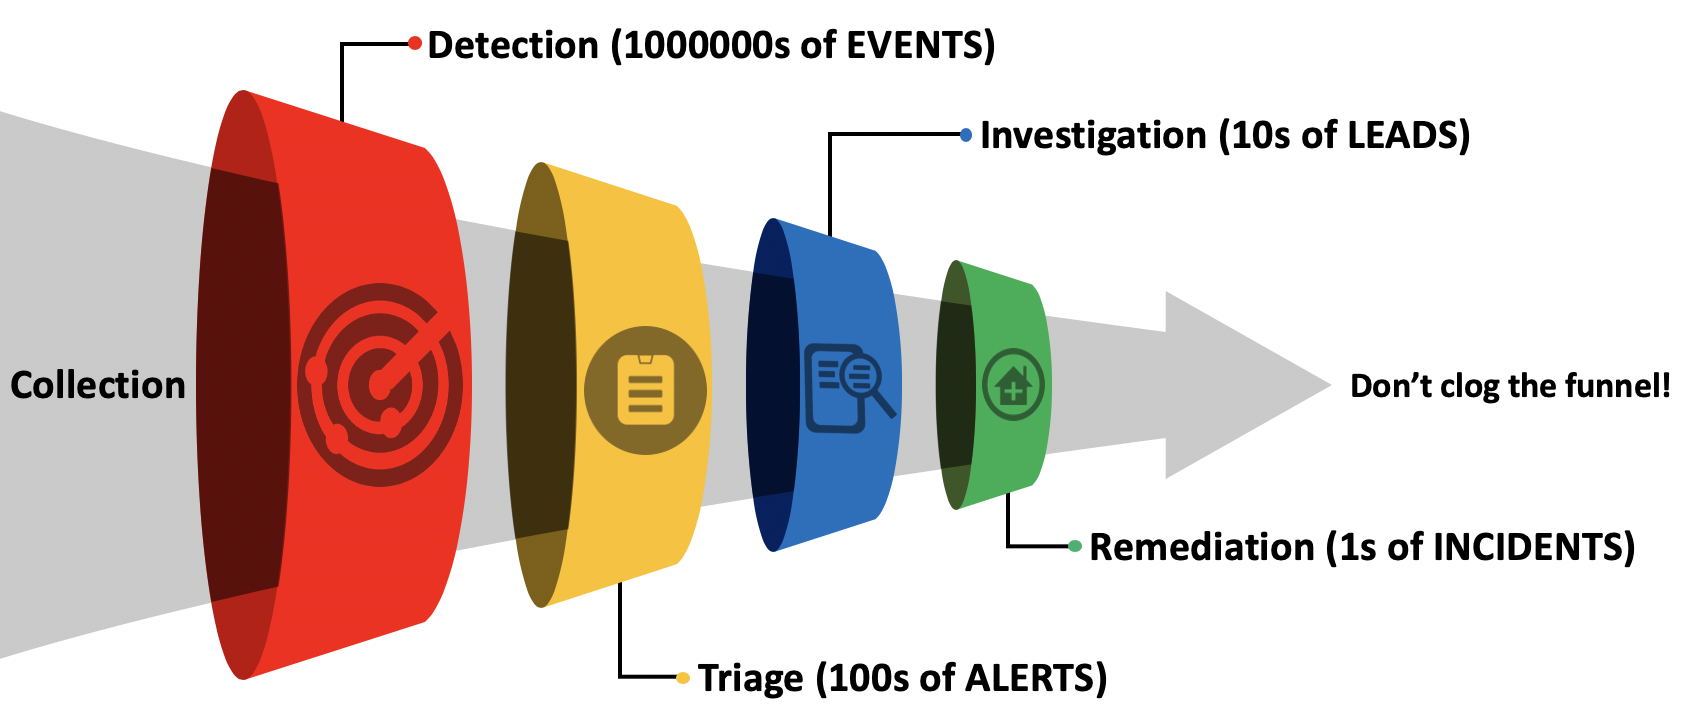 Detection (1000000s of EVENTS)
Investigation (10s of LEADS)
Collection
Don’t clog the funnel!
Remediation (1s of INCIDENTS)
Triage (100s of ALERTS)